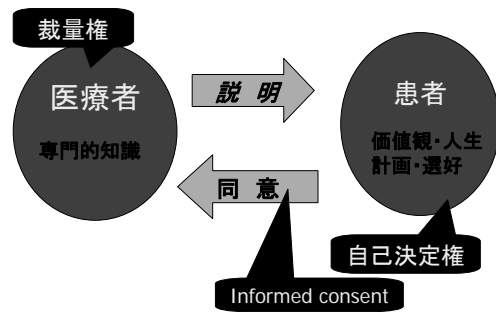 裁量権
医療者
専門的知識
説 明
同 意
患者
価値観・人生
計画・選好
自己決定権
Informed consent